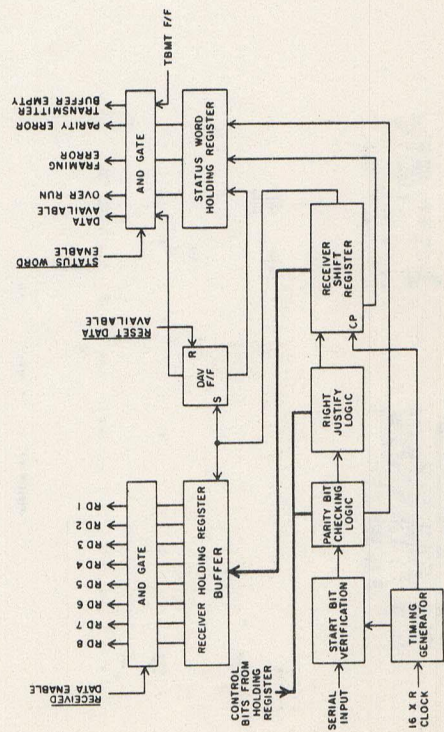 RECEIVED
DATA ENABLE
RD 8
RD 7
RD 6
RD 5
RD 4
RD 3
RD 2
RD 1
AND GATE
RECEIVER HOLDING REGISTER
BUFFER
STATUS WORD
ENABLE
DATA
AVAILABLE
OVER RUN
FRAMING
ERROR
PARITY ERROR
TRANSMITTER
BUFFER EMPTY
AND GATE
TBMT F/F
STATUS WORD
HOLDING REGISTER
RESET DATA
AVAILABLE
R
DAV
F/F
S
CONTROL
BITS FROM
HOLDING
REGISTER
SERIAL
INPUT
START BIT
VERIFICATION
PARITY BIT
CHECKING
LOGIC
RIGHT
JUSTIFY
LOGIC
RECEIVER
SHIFT
REGISTER
CP
16 X R
CLOCK
TIMING
GENERATOR